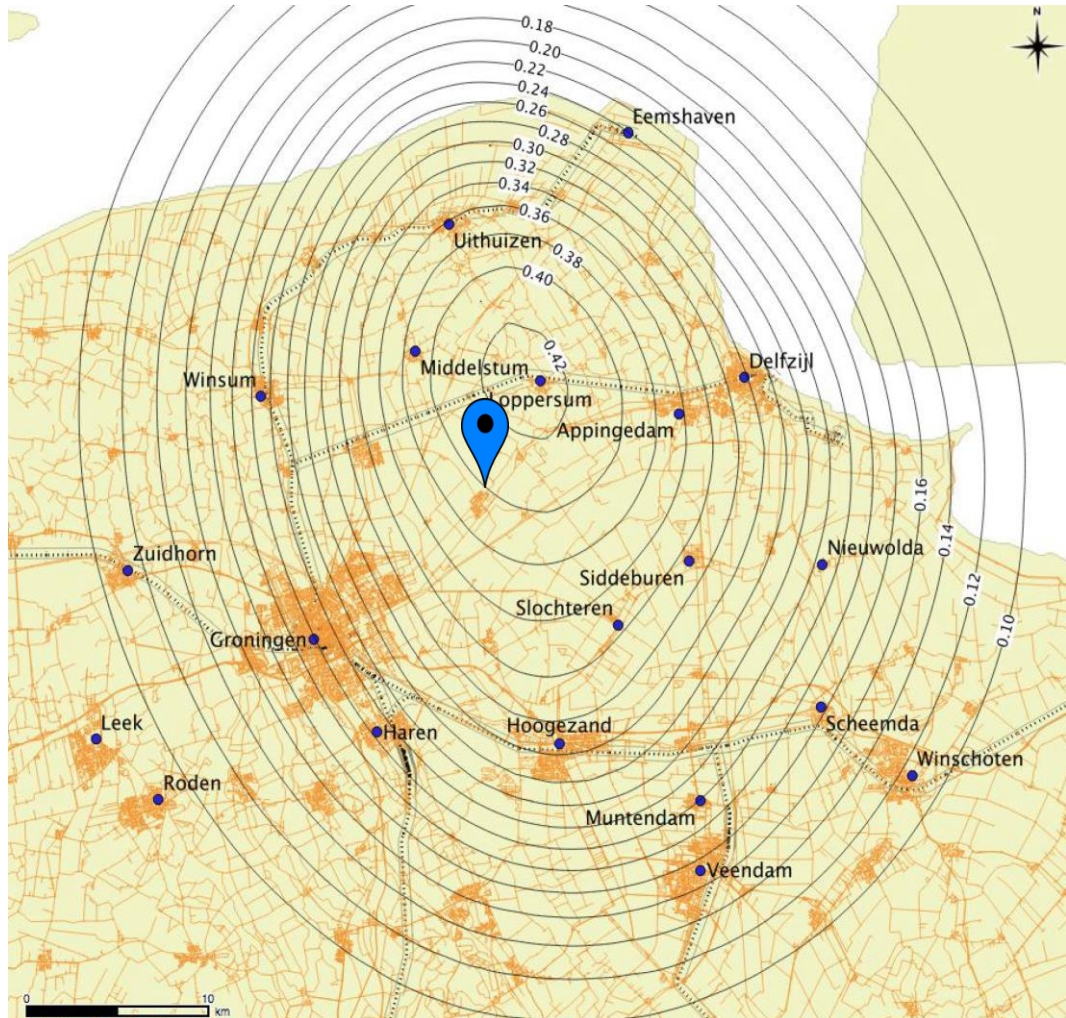 0.18
N
0.20
0.22
0.24
0.26
Eemshaven
0.28
0.30
0.32
0.34
0.36
Uithuizen
0.38
0.40
0.42
Middelstum
Delfzijl
Winsum
Loppersum
Appingedam
0.16
0.14
Zuidhorn
Nieuwolda
Siddeburen
0.12
Slochteren
0.10
Groningen
Leek
Haren
Hoogezand
Scheemda
Winschoten
Roden
Muntendam
Veendam
0
10
km